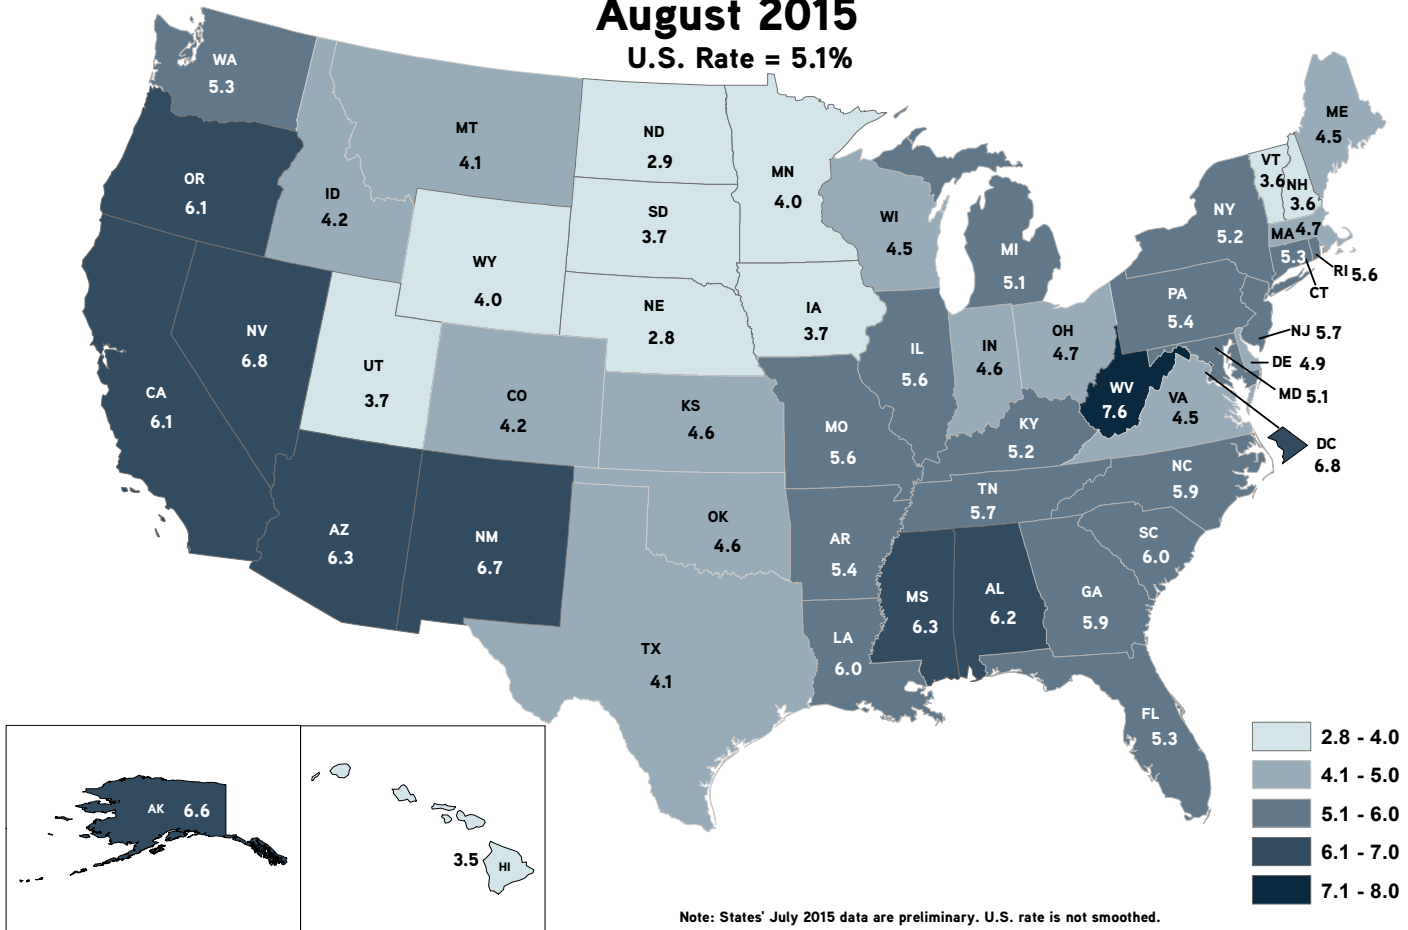 August 2015
U.S. Rate = 5.1%
WA
5.3
OR
6.1
CA
6.1
NV
6.8
ID
4.2
MT
4.1
WY
4.0
UT
3.7
AZ
6.3
CO
4.2
NM
6.7
ND
2.9
SD
3.7
NE
2.8
KS
4.6
OK
4.6
TX
4.1
MN
4.0
IA
3.7
MO
5.6
AR
5.4
LA
6.0
WI
4.5
IL
5.6
MI
5.1
IN
4.6
OH
4.7
KY
5.2
TN
5.7
MS
6.3
AL
6.2
GA
5.9
FL
5.3
SC
6.0
NC
5.9
VA
4.5
WV
7.6
PA
5.4
NY
5.2
VT
3.6
NH
3.6
ME
4.5
MA 4.7
5.3
RI 5.6
CT
NJ 5.7
DE 4.9
MD 5.1
DC
6.8
AK 6.6
3.5 HI
2.8 - 4.0
4.1 - 5.0
5.1 - 6.0
6.1 - 7.0
7.1 - 8.0
Note: States' July 2015 data are preliminary. U.S. rate is not smoothed.